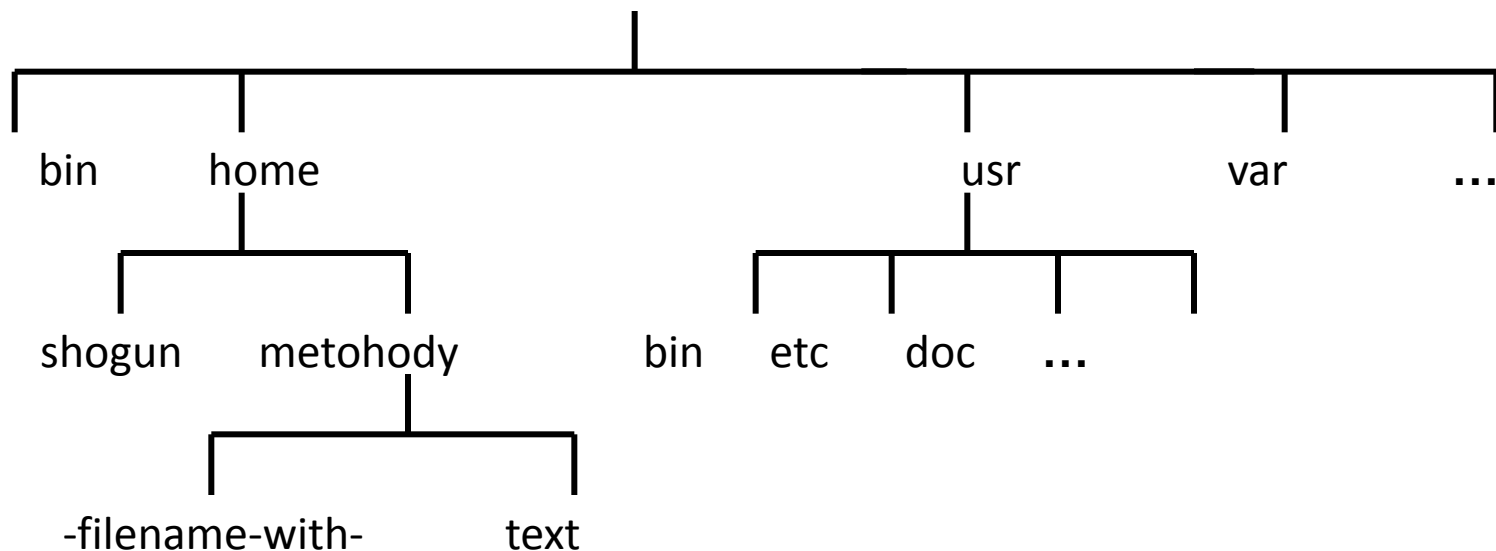 bin home usr var ...
shogun metohody bin etc doc ...
-filename-with- text